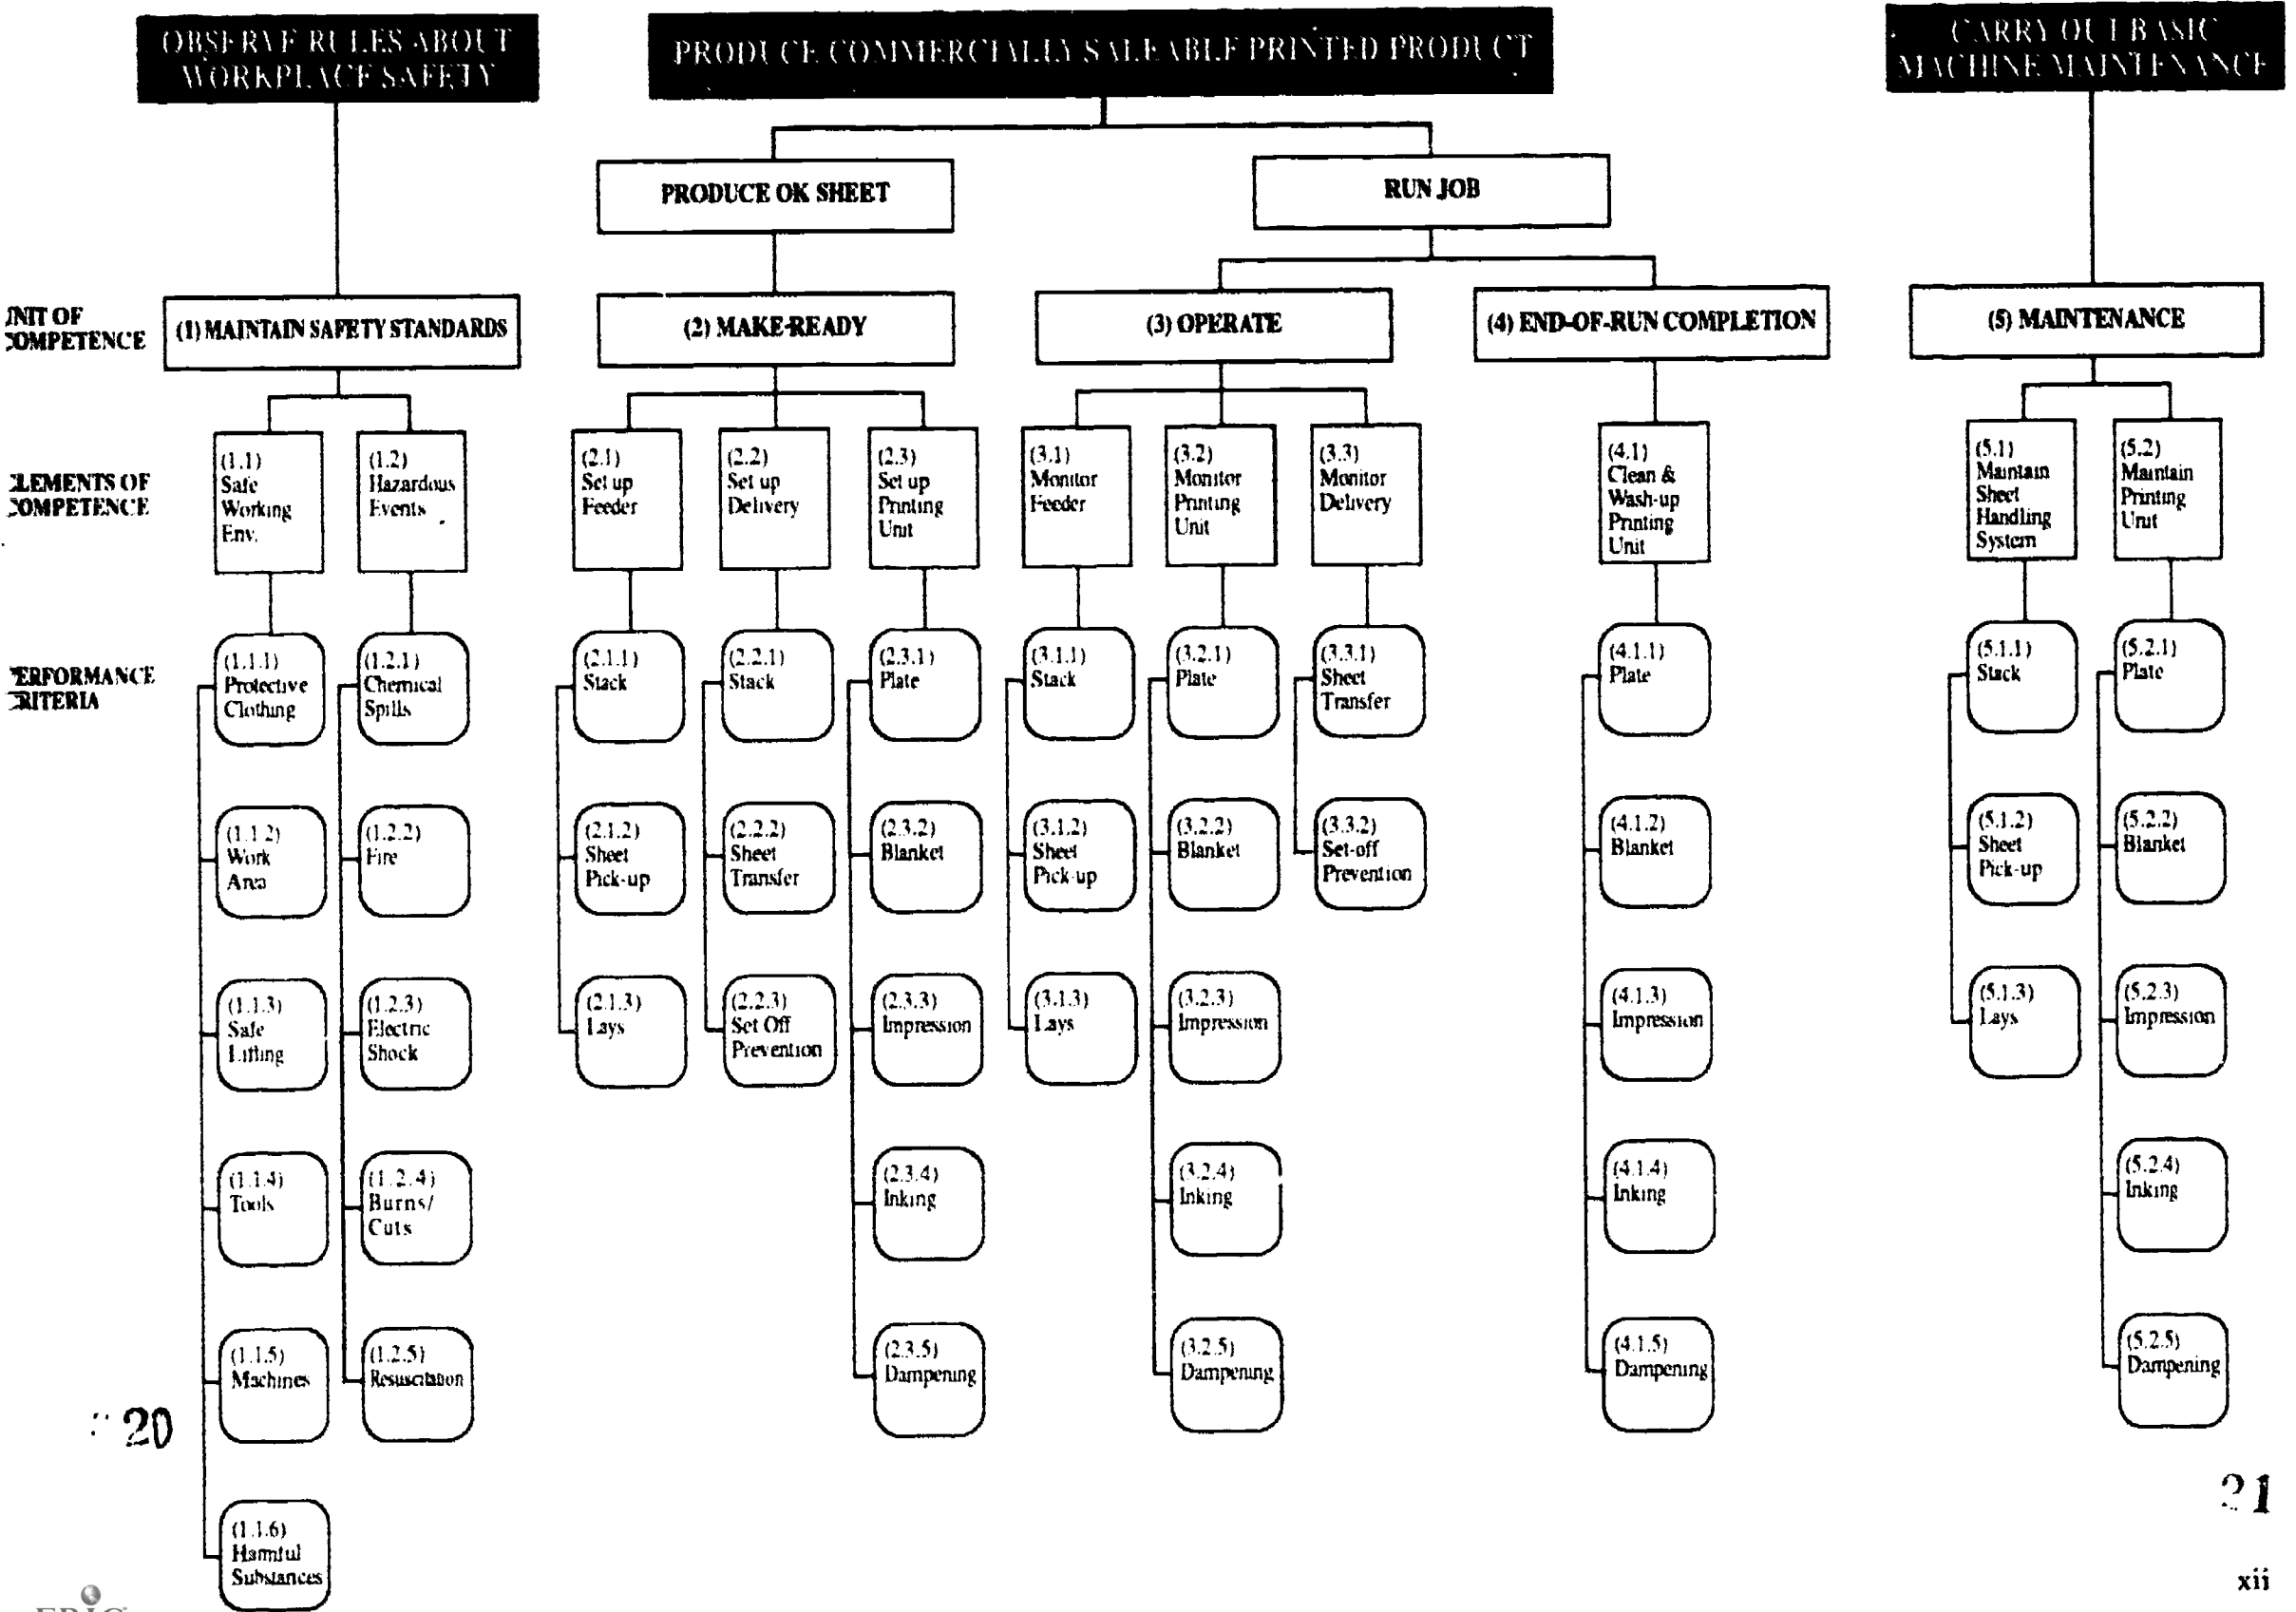 OBSERVE RULES ABOUT
WORKPLACE SAFETY
PRODUCE COMMERCIALLY SALEABLE PRINTED PRODUCT
CARRY OUT BASIC
MACHINE MAINTENANCE
PRODUCE OK SHEET
RUN JOB
UNIT OF
COMPETENCE
(1) MAINTAIN SAFETY STANDARDS
(2) MAKE-READY
(3) OPERATE
(4) END-OF-RUN COMPLETION
(5) MAINTENANCE
ELEMENTS OF
COMPETENCE
(1.1)
Safe
Working
Env.
(1.2)
Hazardous
Events
(2.1)
Set up
Feeder
(2.2)
Set up
Delivery
(2.3)
Set up
Printing
Unit
(3.1)
Monitor
Feeder
(3.2)
Monitor
Printing
Unit
(3.3)
Monitor
Delivery
(4.1)
Clean &
Wash-up
Printing
Unit
(5.1)
Maintain
Sheet
Handling
System
(5.2)
Maintain
Printing
Unit
PERFORMANCE
CRITERIA
(1.1.1)
Protective
Clothing
(1.2.1)
Chemical
Spills
(2.1.1)
Stack
(2.2.1)
Stack
(2.3.1)
Plate
(3.1.1)
Stack
(3.2.1)
Plate
(3.3.1)
Sheet
Transfer
(4.1.1)
Plate
(5.1.1)
Stack
(5.2.1)
Plate
(1.1.2)
Work
Area
(1.2.2)
Fire
(2.1.2)
Sheet
Pick-up
(2.2.2)
Sheet
Transfer
(2.3.2)
Blanket
(3.1.2)
Sheet
Pick-up
(3.2.2)
Blanket
(3.3.2)
Set-off
Prevention
(4.1.2)
Blanket
(5.1.2)
Sheet
Pick-up
(5.2.2)
Blanket
(1.1.3)
Safe
Lifting
(1.2.3)
Electric
Shock
(2.1.3)
Lays
(2.2.3)
Set Off
Prevention
(2.3.3)
Impression
(3.1.3)
Lays
(3.2.3)
Impression
(4.1.3)
Impression
(5.1.3)
Lays
(5.2.3)
Impression
(1.1.4)
Tools
(1.2.4)
Burns/
Cuts
(2.3.4)
Inking
(3.2.4)
Inking
(4.1.4)
Inking
(5.2.4)
Inking
(1.1.5)
Machines
(1.2.5)
Resuscitation
(2.3.5)
Dampening
(3.2.5)
Dampening
(4.1.5)
Dampening
(5.2.5)
Dampening
20
(1.1.6)
Harmful
Substances
21
xii
ERIC